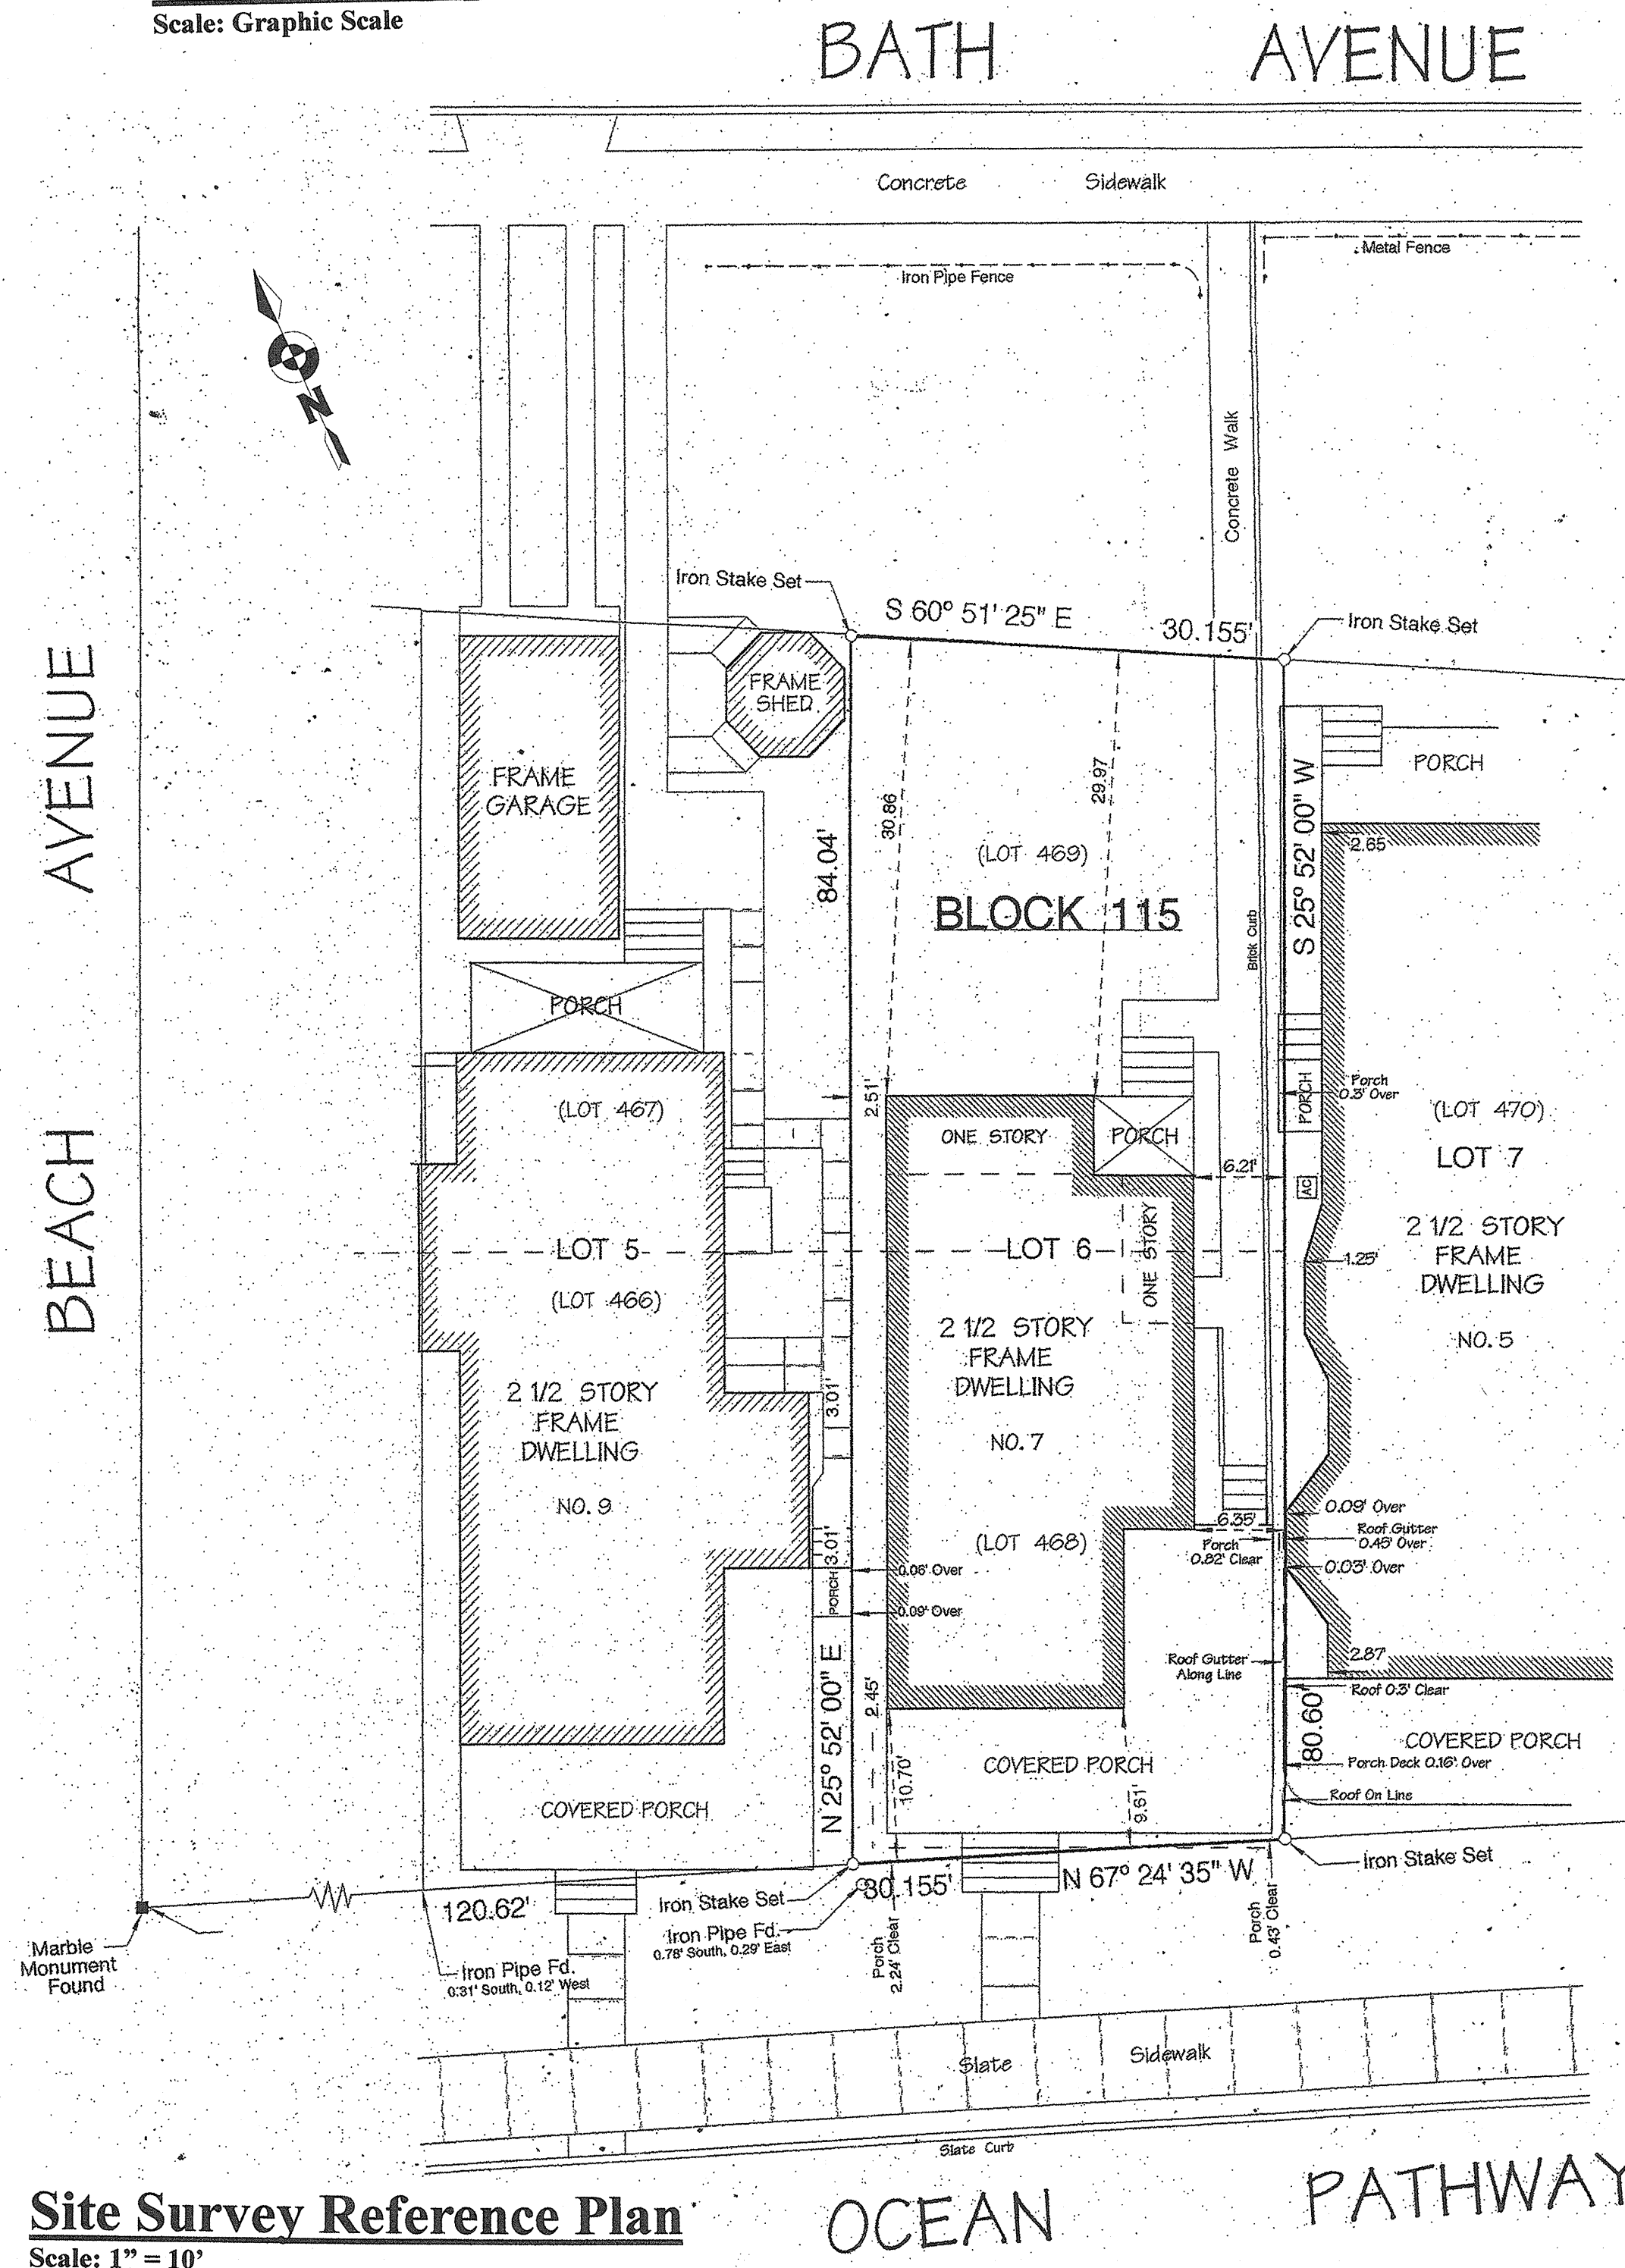 Scale: Graphic Scale
BATH AVENUE
Concrete Sidewalk
Metal Fence
Iron Pipe Fence
N
Concrete Walk
Iron Stake Set
S 60° 51' 25" E
30.155'
Iron Stake Set
FRAME
SHED
FRAME
GARAGE
PORCH
2.65
S 25° 52' 00" W
84.04'
30.86
29.97
(LOT 469)
BLOCK 115
Brick Curb
BEACH AVENUE
PORCH
(LOT 467)
2.51'
ONE STORY
PORCH
6.21'
PORCH
Porch
0.3' Over
(LOT 470)
LOT 7
AC
2 1/2 STORY
FRAME
DWELLING
NO. 5
1.25'
LOT 5
(LOT 466)
LOT 6
ONE STORY
2 1/2 STORY
FRAME
DWELLING
NO. 7
2 1/2 STORY
FRAME
DWELLING
NO. 9
3.01'
3.01'
PORCH
(LOT 468)
6.35'
Porch
0.82' Clear
0.09' Over
Roof Gutter
0.45' Over
0.03' Over
0.06' Over
0.09' Over
N 25° 52' 00" E
2.45'
Roof Gutter
Along Line
2.87'
Roof 0.3' Clear
80.60'
COVERED PORCH
Porch Deck 0.16' Over
Roof On Line
COVERED PORCH
10.70'
9.61'
COVERED PORCH
Iron Stake Set
N 67° 24' 35" W
30.155'
120.62'
Iron Stake Set
Iron Pipe Fd.
0.78' South, 0.29' East
Marble
Monument
Found
Iron Pipe Fd.
0.31' South, 0.12' West
Porch
2.24' Clear
Porch
0.43' Clear
Slate Sidewalk
Slate Curb
OCEAN PATHWAY
Site Survey Reference Plan
Scale: 1" = 10'